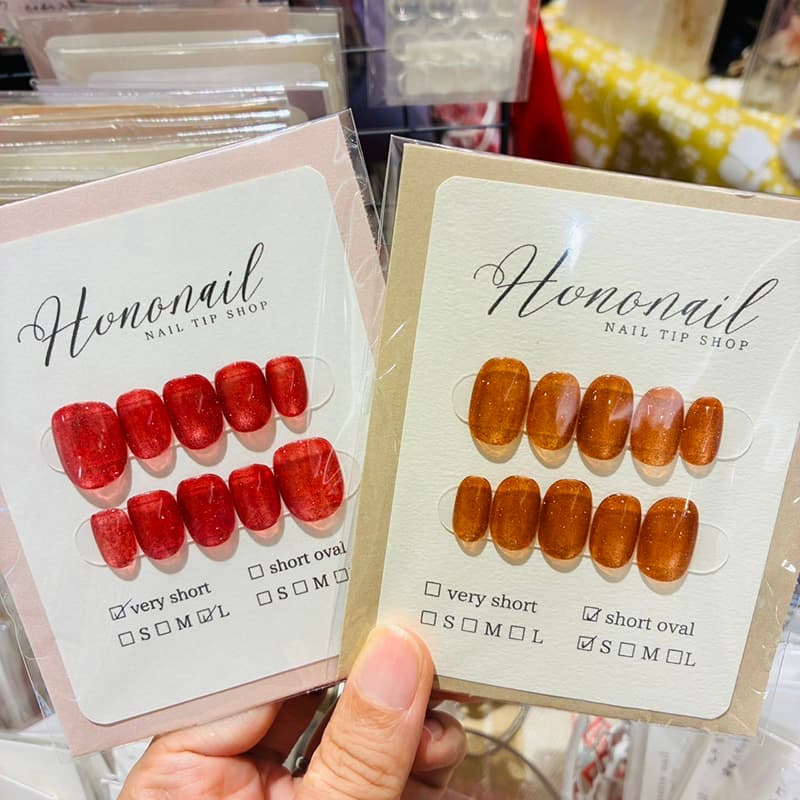 Hononail
NAIL TIP SHOP
☑ very short
☐ S ☐ M ☑ L
☐ short oval
☐ S ☐ M ☐
Hononail
NAIL TIP SHOP
☐ very short
☐ S ☐ M ☐ L
☑ short oval
☑ S ☐ M ☐ L